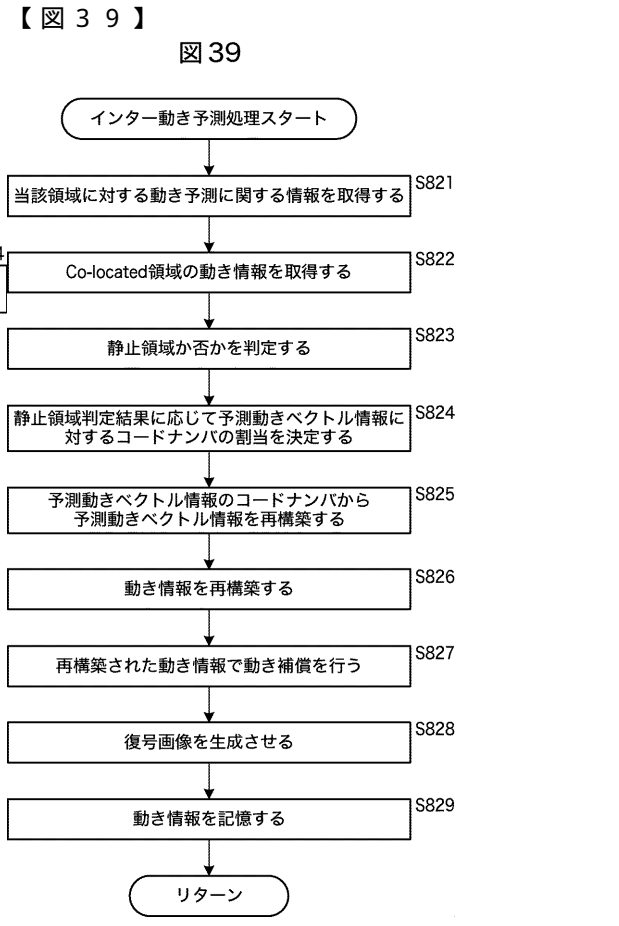 【図３９】
図39
インター動き予測処理スタート
当該領域に対する動き予測に関する情報を取得する
S821
Co-located領域の動き情報を取得する
S822
静止領域か否かを判定する
S823
静止領域判定結果に応じて予測動きベクトル情報に
対するコードナンバの割当を決定する
S824
予測動きベクトル情報のコードナンバから
予測動きベクトル情報を再構築する
S825
動き情報を再構築する
S826
再構築された動き情報で動き補償を行う
S827
復号画像を生成させる
S828
動き情報を記憶する
S829
リターン